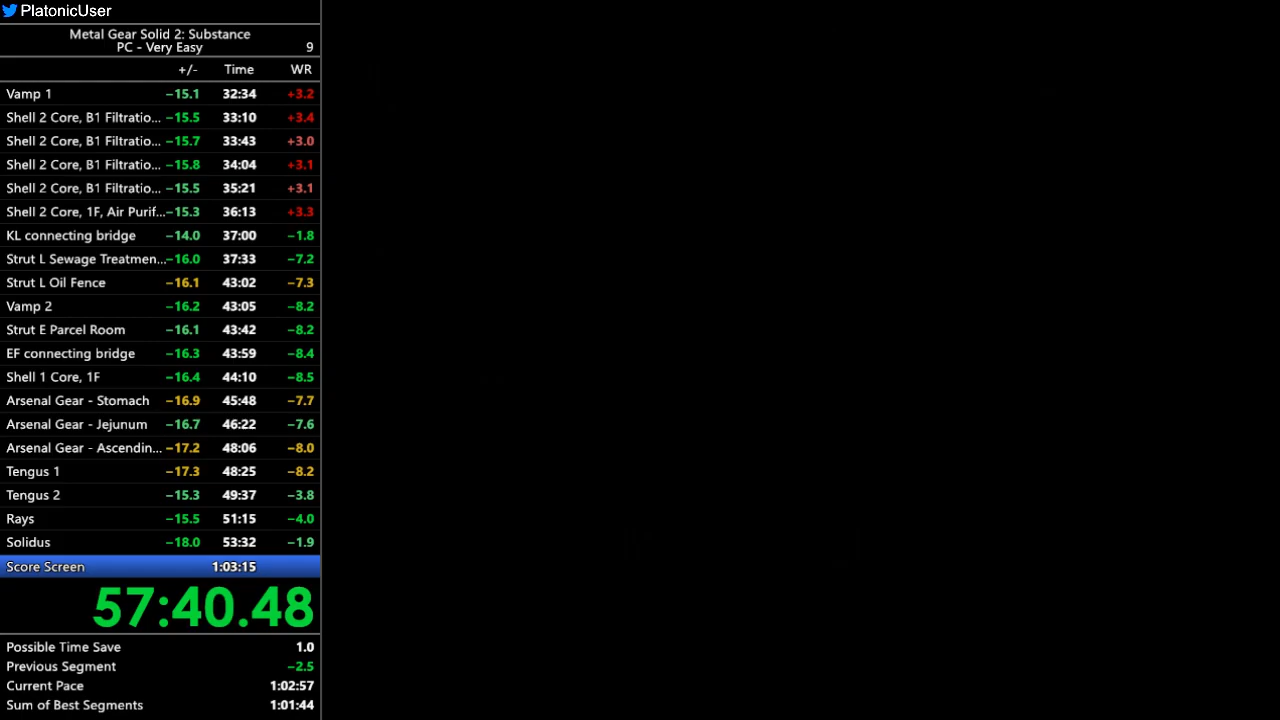 PlatonicUser
Metal Gear Solid 2: Substance
PC - Very Easy 9
+/- Time WR
Vamp 1 −15.1 32:34 +3.2
Shell 2 Core, B1 Filtratio... −15.5 33:10 +3.4
Shell 2 Core, B1 Filtratio... −15.7 33:43 +3.0
Shell 2 Core, B1 Filtratio... −15.8 34:04 +3.1
Shell 2 Core, B1 Filtratio... −15.5 35:21 +3.1
Shell 2 Core, 1F, Air Purif... −15.3 36:13 +3.3
KL connecting bridge −14.0 37:00 −1.8
Strut L Sewage Treatmen... −16.0 37:33 −7.2
Strut L Oil Fence −16.1 43:02 −7.3
Vamp 2 −16.2 43:05 −8.2
Strut E Parcel Room −16.1 43:42 −8.2
EF connecting bridge −16.3 43:59 −8.4
Shell 1 Core, 1F −16.4 44:10 −8.5
Arsenal Gear - Stomach −16.9 45:48 −7.7
Arsenal Gear - Jejunum −16.7 46:22 −7.6
Arsenal Gear - Ascendin... −17.2 48:06 −8.0
Tengus 1 −17.3 48:25 −8.2
Tengus 2 −15.3 49:37 −3.8
Rays −15.5 51:15 −4.0
Solidus −18.0 53:32 −1.9
Score Screen 1:03:15
57:40.48
Possible Time Save 1.0
Previous Segment −2.5
Current Pace 1:02:57
Sum of Best Segments 1:01:44